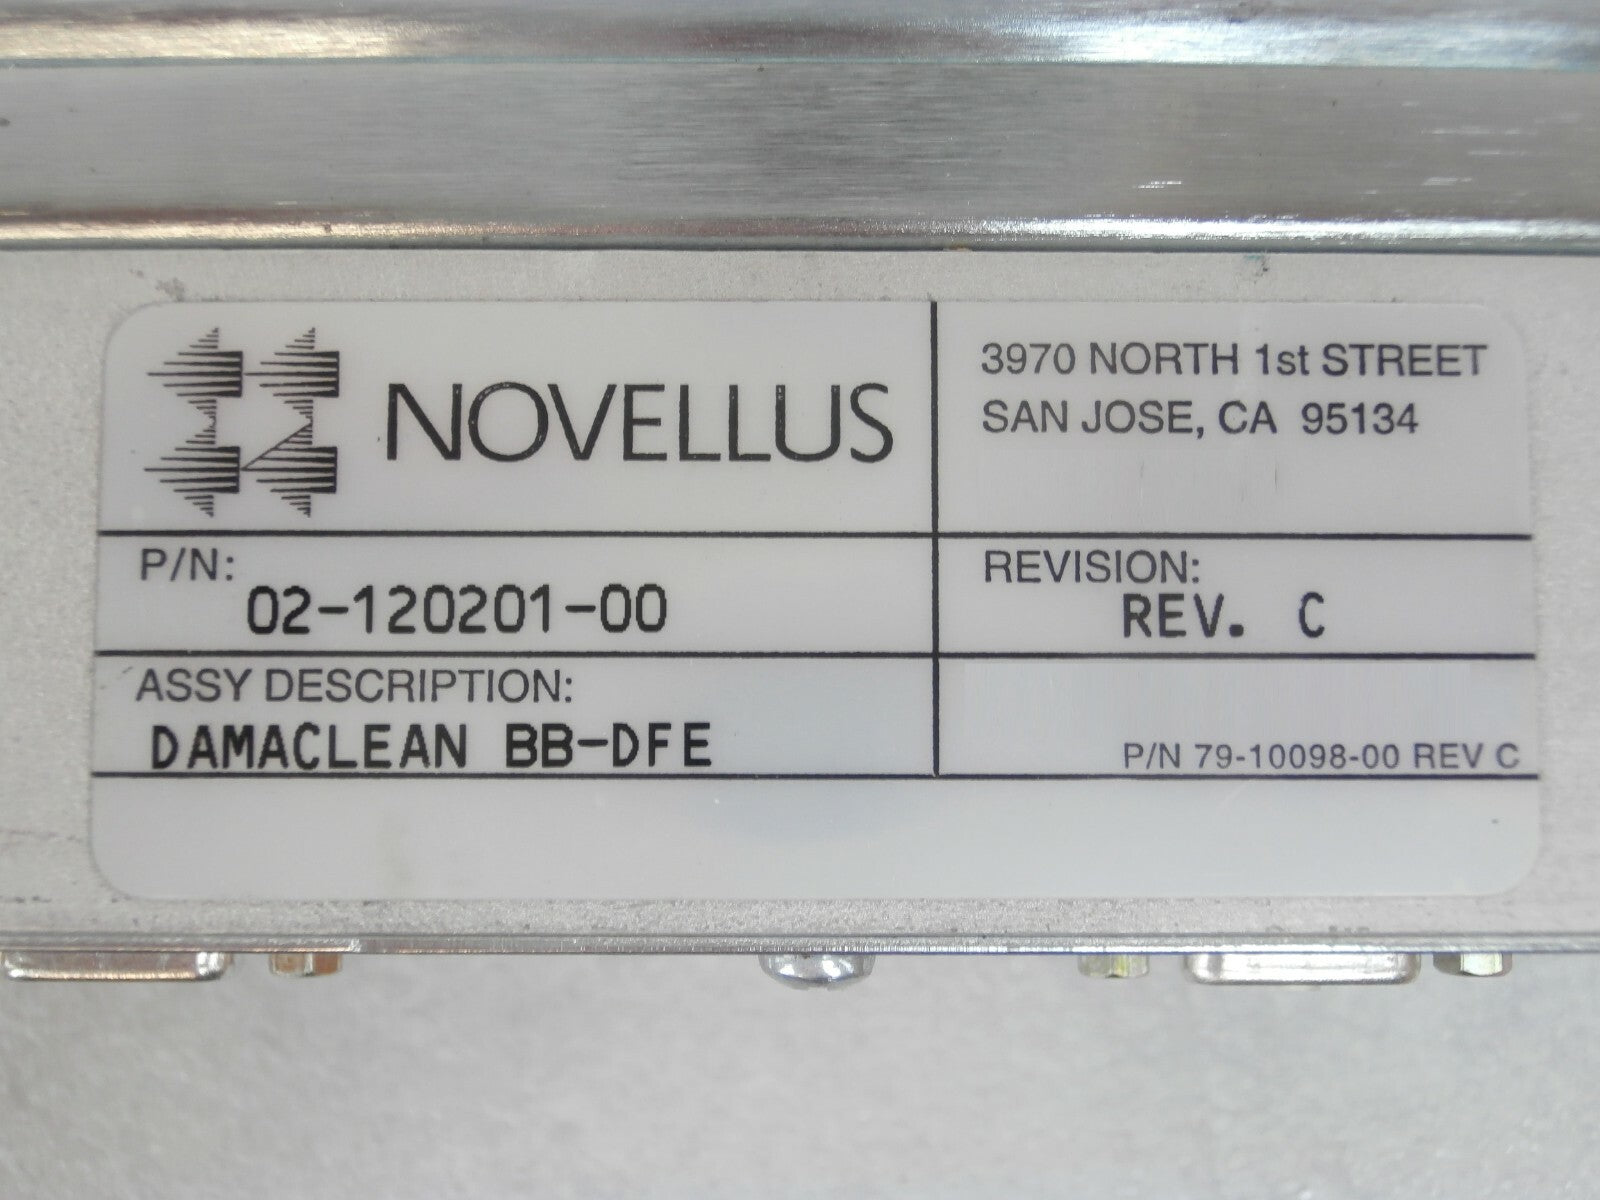 NOVELLUS
3970 NORTH 1st STREET
SAN JOSE, CA 95134
P/N:
02-120201-00
REVISION:
REV. C
ASSY DESCRIPTION:
DAMACLEAN BB-DFE
P/N 79-10098-00 REV C